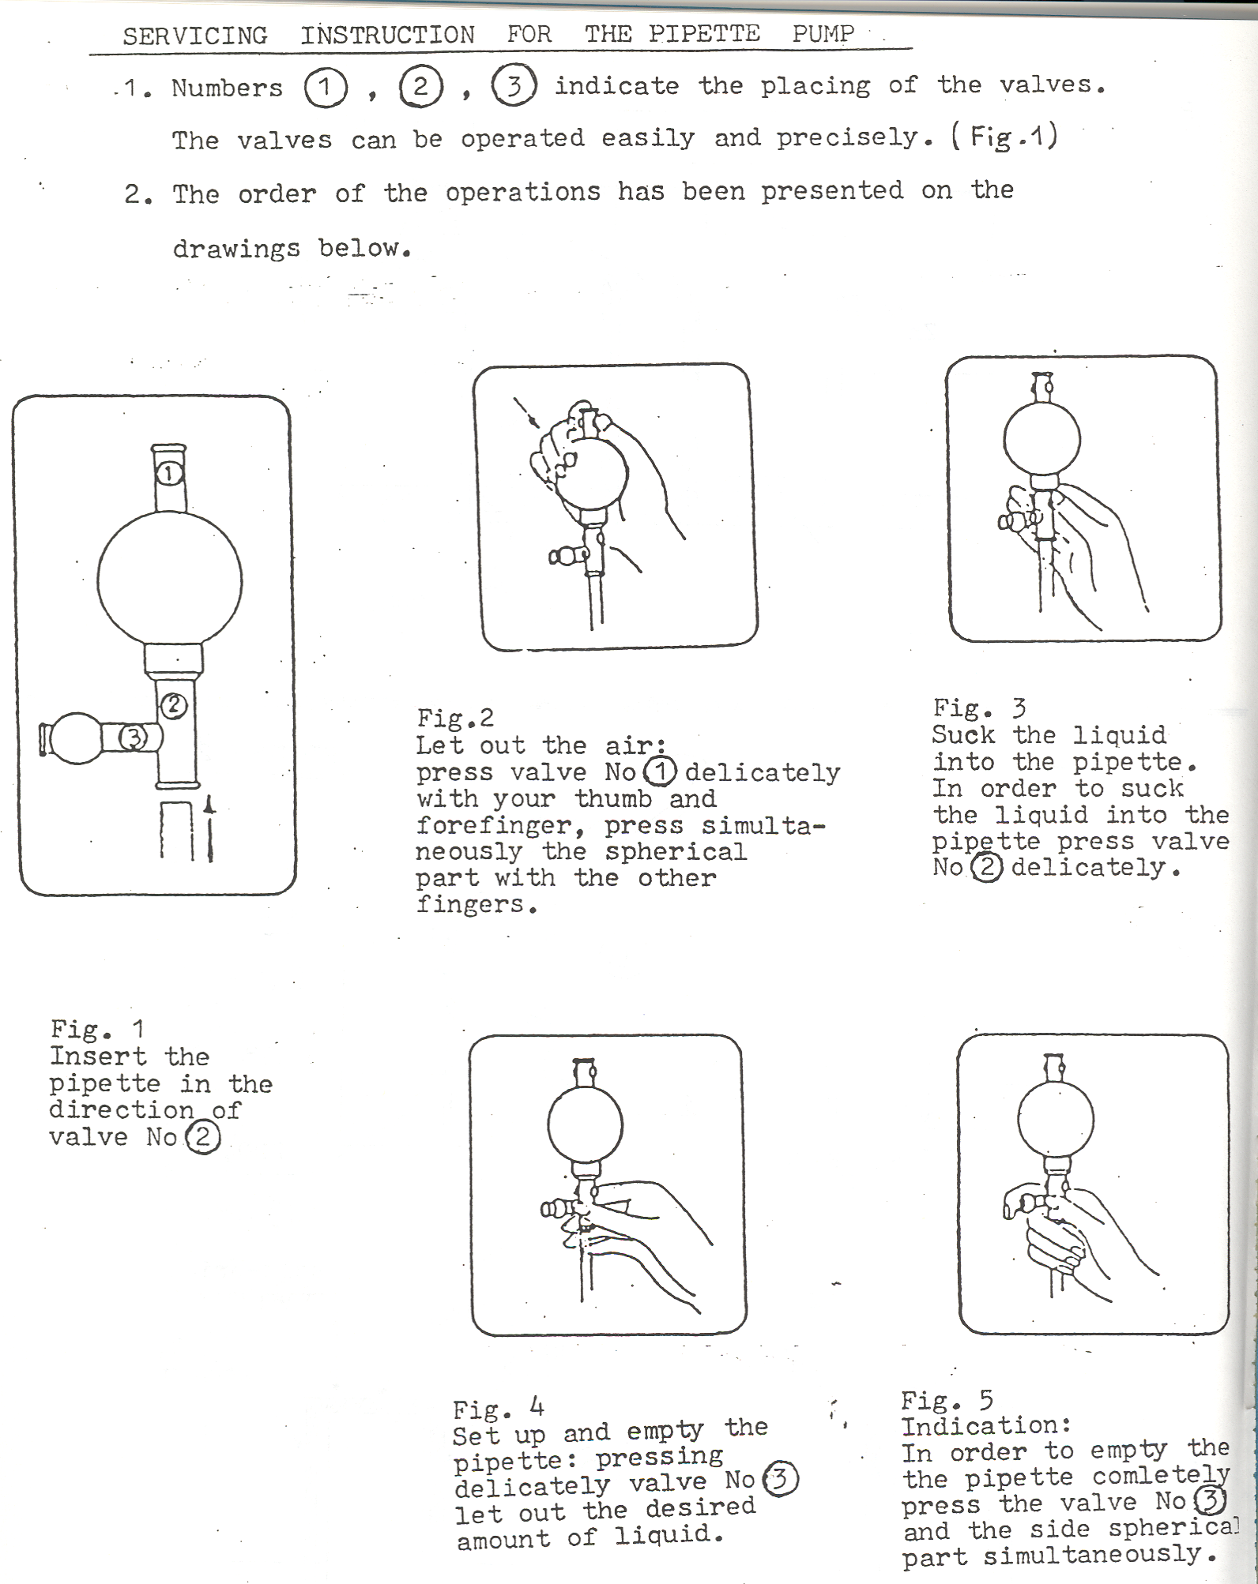 SERVICING INSTRUCTION FOR THE PIPETTE PUMP
1. Numbers ①, ②, ③ indicate the placing of the valves.
The valves can be operated easily and precisely. (Fig.1)
2. The order of the operations has been presented on the
drawings below.
①
②
③
Fig.2
Let out the air:
press valve No ① delicately
with your thumb and
forefinger, press simulta-
neously the spherical
part with the other
fingers.
Fig. 3
Suck the liquid
into the pipette.
In order to suck
the liquid into the
pipette press valve
No ② delicately.
Fig. 1
Insert the
pipette in the
direction of
valve No ②
Fig. 4
Set up and empty the
pipette: pressing
delicately valve No ③
let out the desired
amount of liquid.
Fig. 5
Indication:
In order to empty the
the pipette comletely
press the valve No ③
and the side spherical
part simultaneously.